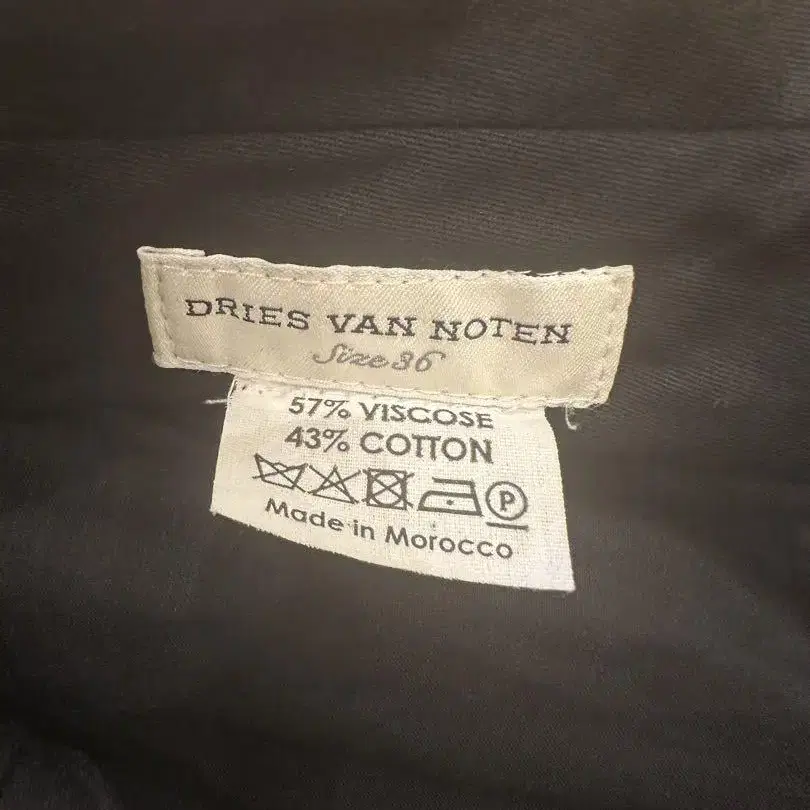 DRIES VAN NOTEN
Size 36
57% VISCOSE
43% COTTON
P
Made in Morocco